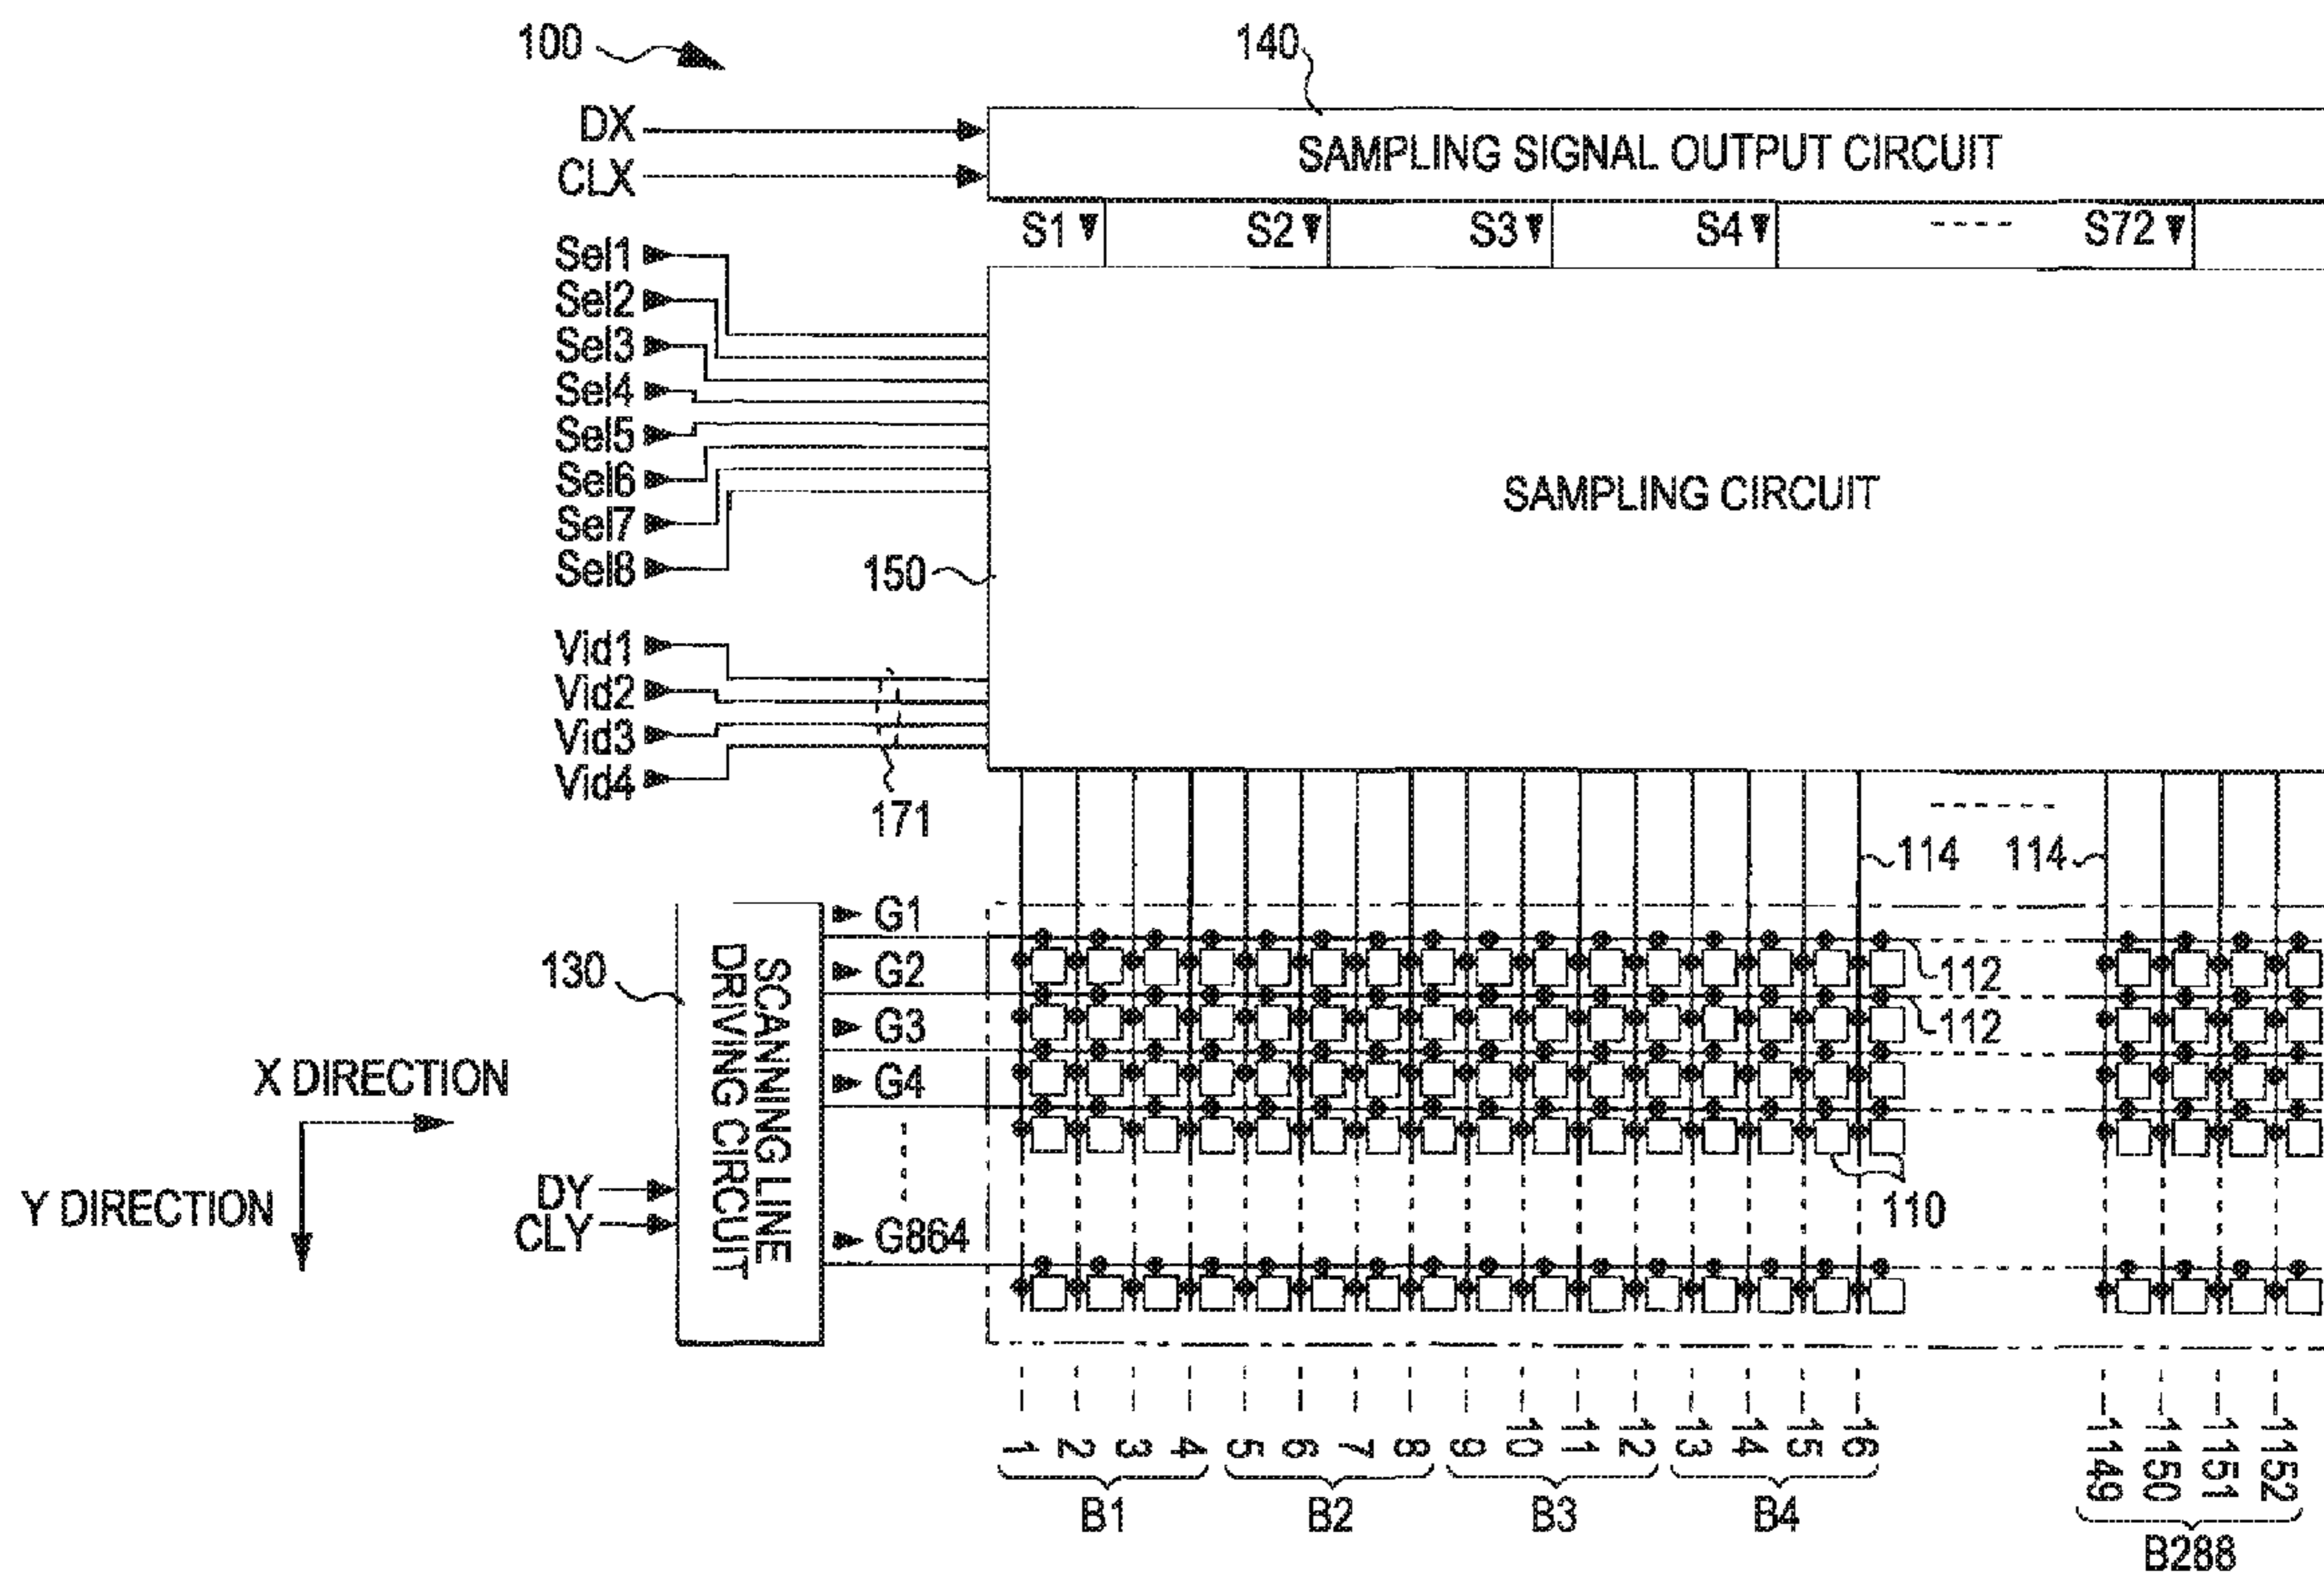 100
140
DX
CLX
SAMPLING SIGNAL OUTPUT CIRCUIT
S1 S2 S3 S4 S72
Sel1
Sel2
Sel3
Sel4
Sel5
Sel6
Sel7
Sel8
SAMPLING CIRCUIT
150
Vid1
Vid2
Vid3
Vid4
171
114 114
130
SCANNING LINE
DRIVING CIRCUIT
G1
G2
G3
G4
G864
112
112
110
X DIRECTION
Y DIRECTION
DY
CLY
1 2 3 4 5 6 7 8 9 10 11 12 13 14 15 16 1149 1150 1151 1152
B1 B2 B3 B4 B288